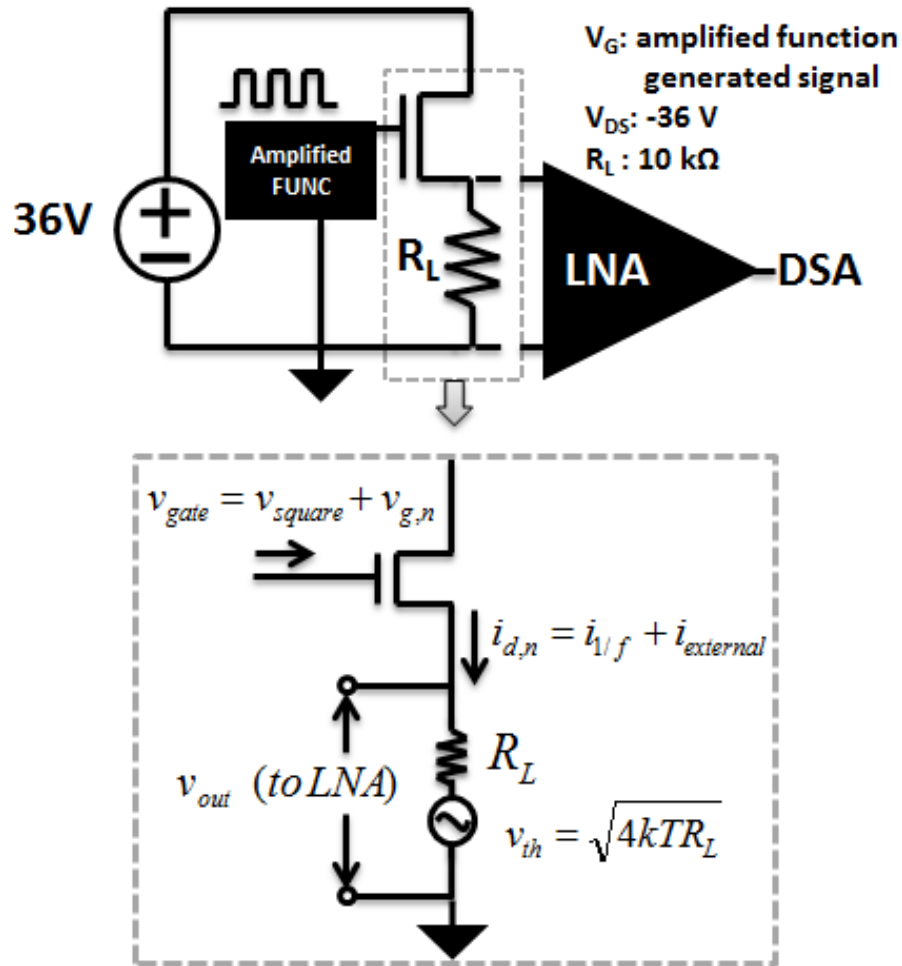 V_G: amplified function
generated signal
V_DS: -36 V
R_L : 10 kΩ
Amplified
FUNC
36V
+
−
R_L
LNA
DSA
v_gate = v_square + v_g,n
i_d,n = i_1/f + i_external
R_L
v_out (to LNA)
v_th = √4kTR_L